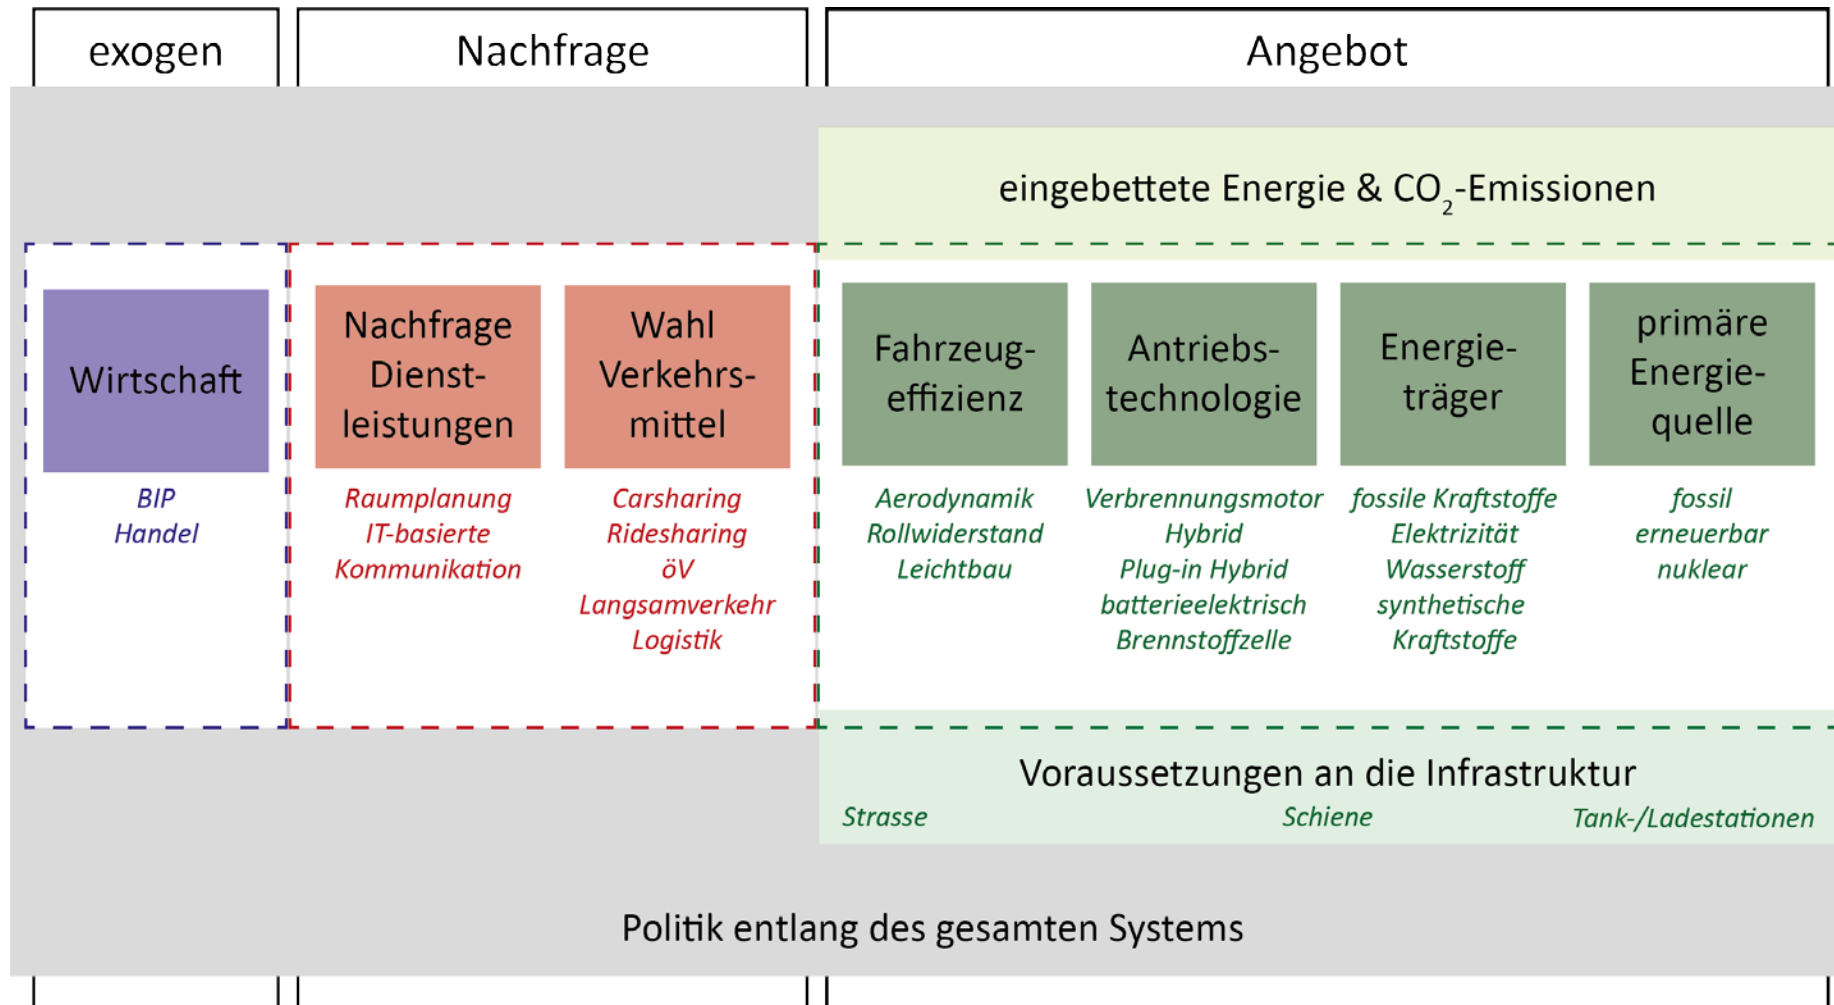 exogen
Nachfrage
Angebot
eingebettete Energie & CO₂-Emissionen
Wirtschaft
BIP
Handel
Nachfrage
Dienst-
leistungen
Raumplanung
IT-basierte
Kommunikation
Wahl
Verkehrs-
mittel
Carsharing
Ridesharing
öV
Langsamverkehr
Logistik
Fahrzeug-
effizienz
Aerodynamik
Rollwiderstand
Leichtbau
Antriebs-
technologie
Verbrennungsmotor
Hybrid
Plug-in Hybrid
batterieelektrisch
Brennstoffzelle
Energie-
träger
fossile Kraftstoffe
Elektrizität
Wasserstoff
synthetische
Kraftstoffe
primäre
Energie-
quelle
fossil
erneuerbar
nuklear
Voraussetzungen an die Infrastruktur
Strasse
Schiene
Tank-/Ladestationen
Politik entlang des gesamten Systems